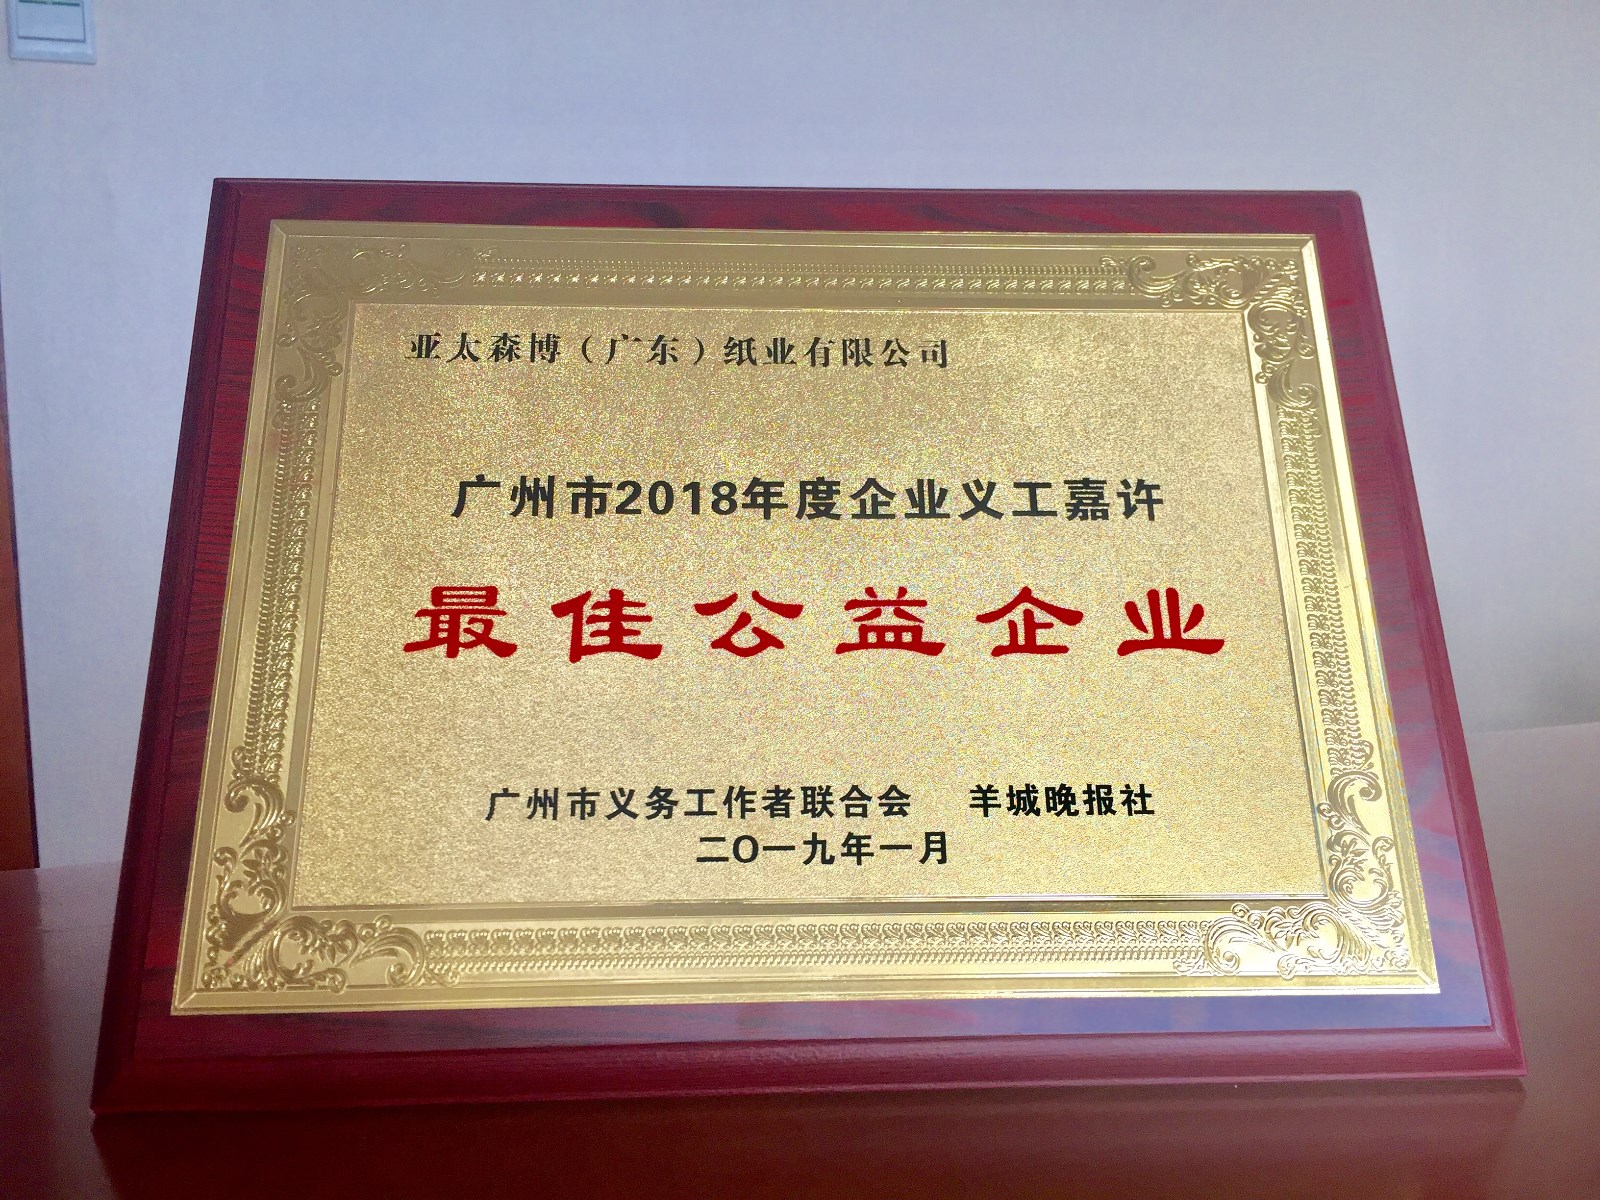 亚太森博（广东）纸业有限公司
广州市2018年度企业义工嘉许
最佳公益企业
广州市义务工作者联合会 羊城晚报社
二〇一九年一月